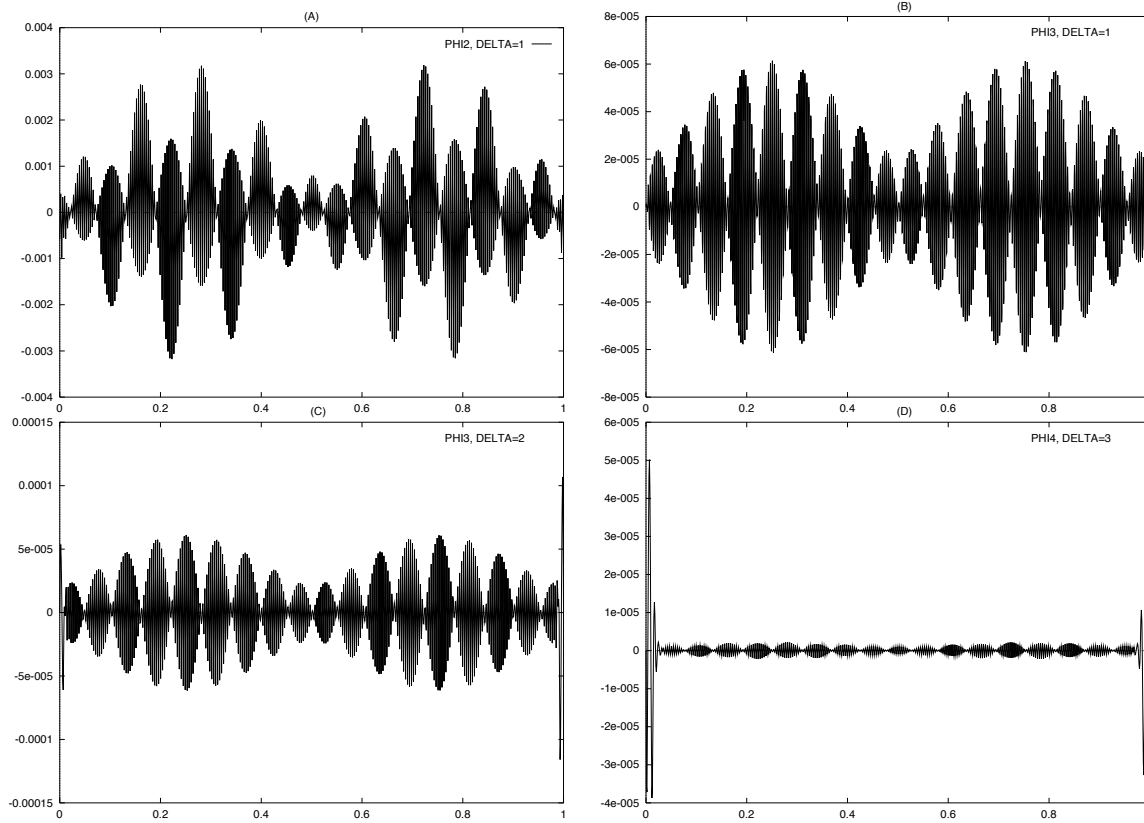 (A)
0.004
0.003
0.002
0.001
0
-0.001
-0.002
-0.003
-0.004
PHI2, DELTA=1
0 0.2 0.4 0.6 0.8 1
(B)
8e-005
6e-005
4e-005
2e-005
0
-2e-005
-4e-005
-6e-005
-8e-005
PHI3, DELTA=1
0 0.2 0.4 0.6 0.8
(C)
0.00015
0.0001
5e-005
0
-5e-005
-0.0001
-0.00015
PHI3, DELTA=2
0 0.2 0.4 0.6 0.8 1
(D)
6e-005
5e-005
4e-005
3e-005
2e-005
1e-005
0
-1e-005
-2e-005
-3e-005
-4e-005
PHI4, DELTA=3
0 0.2 0.4 0.6 0.8